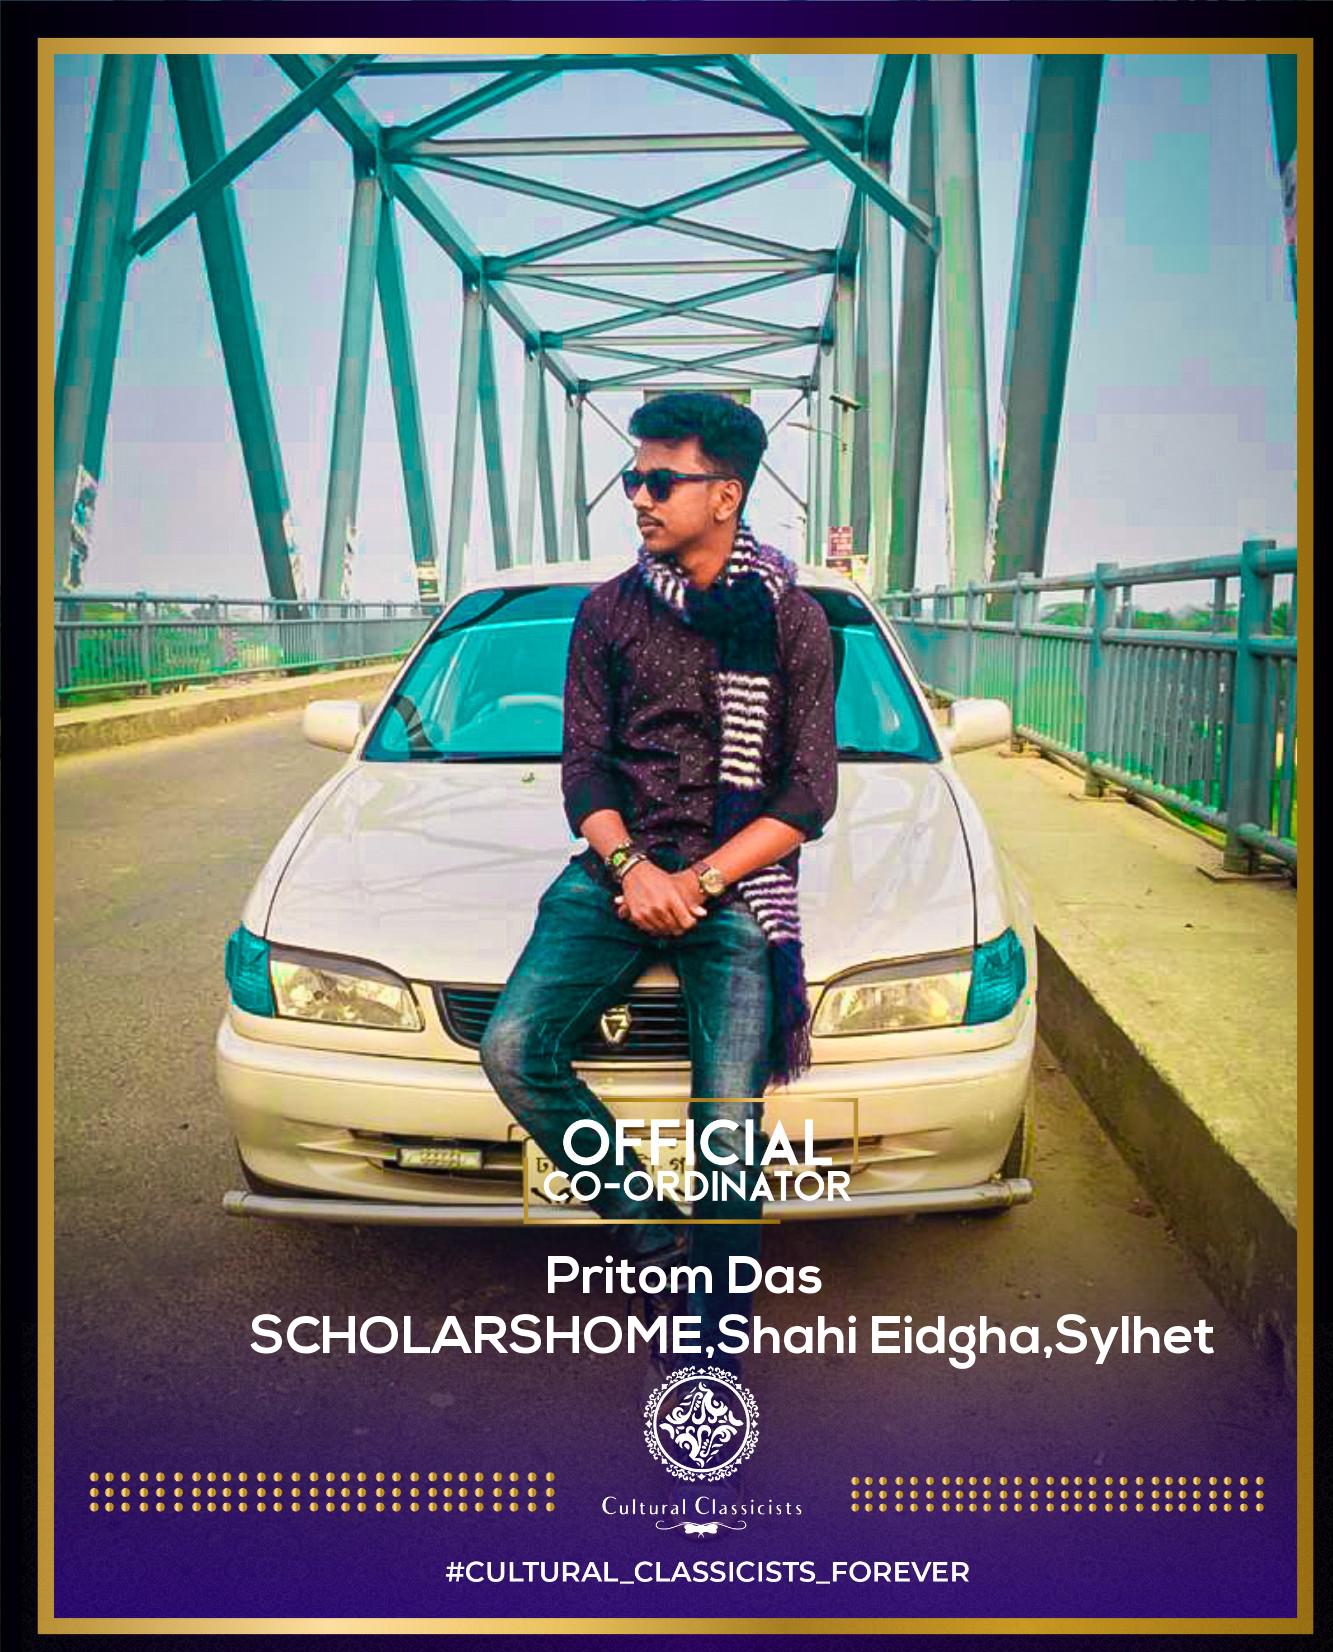 OFFICIAL
CO-ORDINATOR
Pritom Das
SCHOLARSHOME,Shahi Eidgha,Sylhet
Cultural Classicists
#CULTURAL_CLASSICISTS_FOREVER